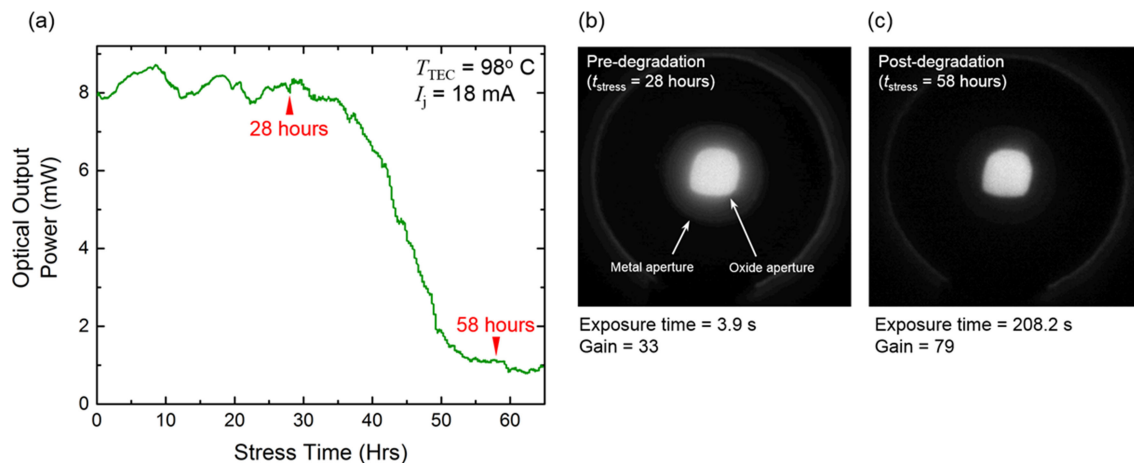 (a)
T_TEC = 98° C
I_j = 18 mA
28 hours
58 hours
8
6
4
2
0
0
10
20
30
40
50
60
Optical Output
Power (mW)
Stress Time (Hrs)
(b)
Pre-degradation
(t_stress = 28 hours)
Metal aperture
Oxide aperture
Exposure time = 3.9 s
Gain = 33
(c)
Post-degradation
(t_stress = 58 hours)
Exposure time = 208.2 s
Gain = 79